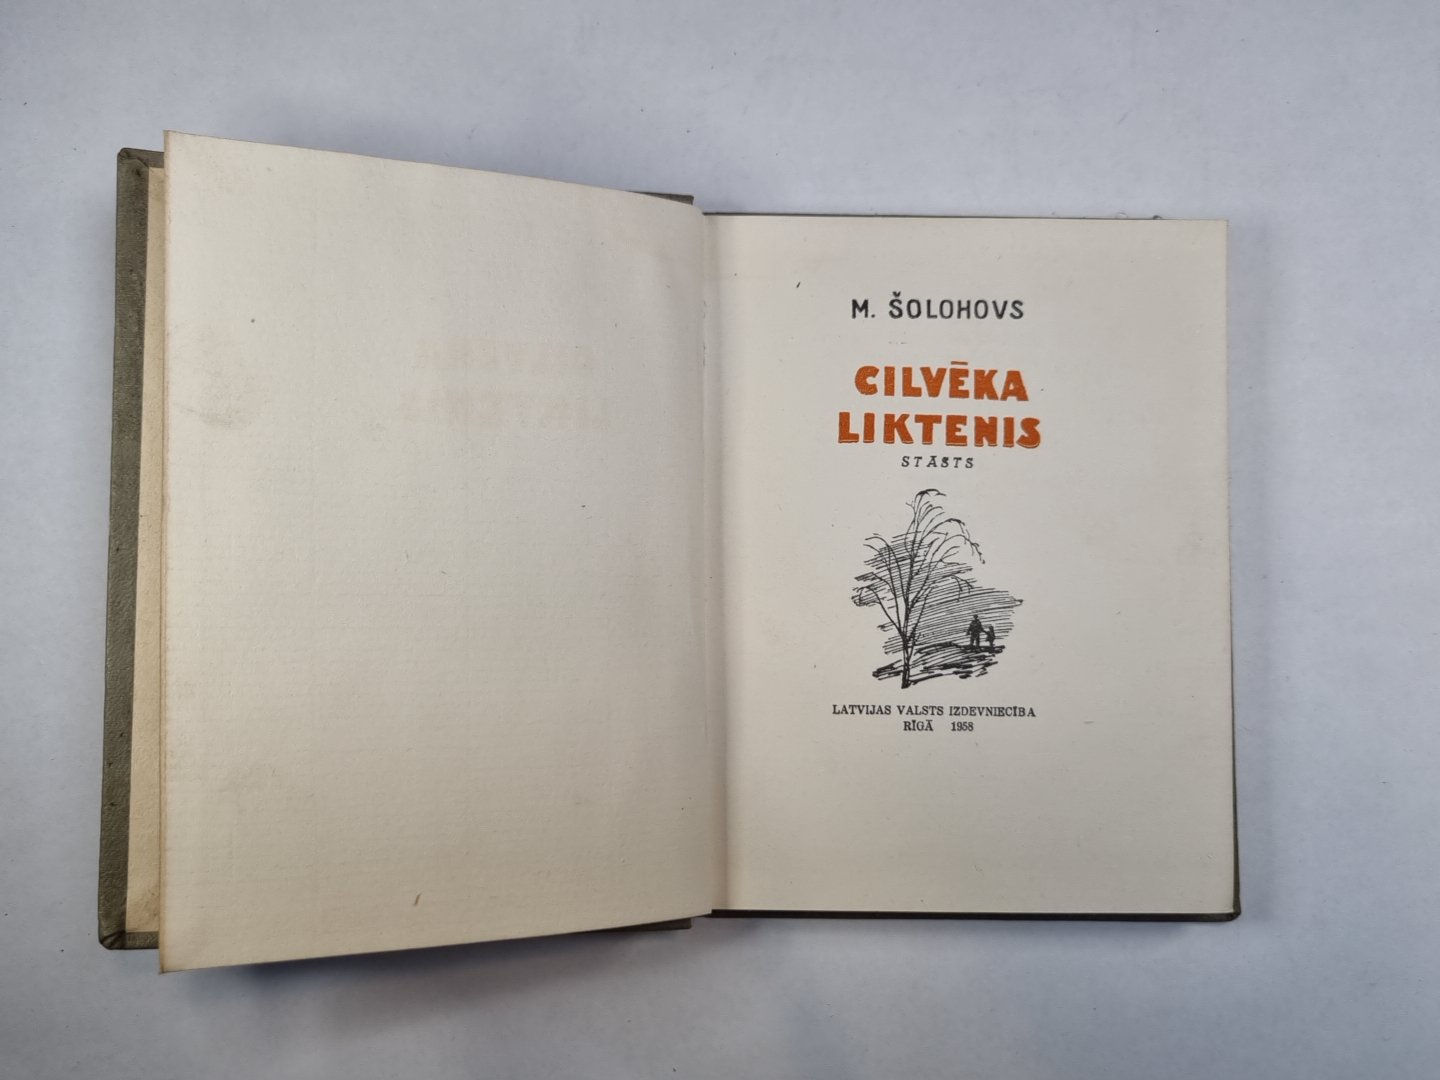 M. ŠOLOHOVS
CILVĒKA
LIKTENIS
STĀSTS
LATVIJAS VALSTS IZDEVNIECĪBA
RĪGĀ 1958